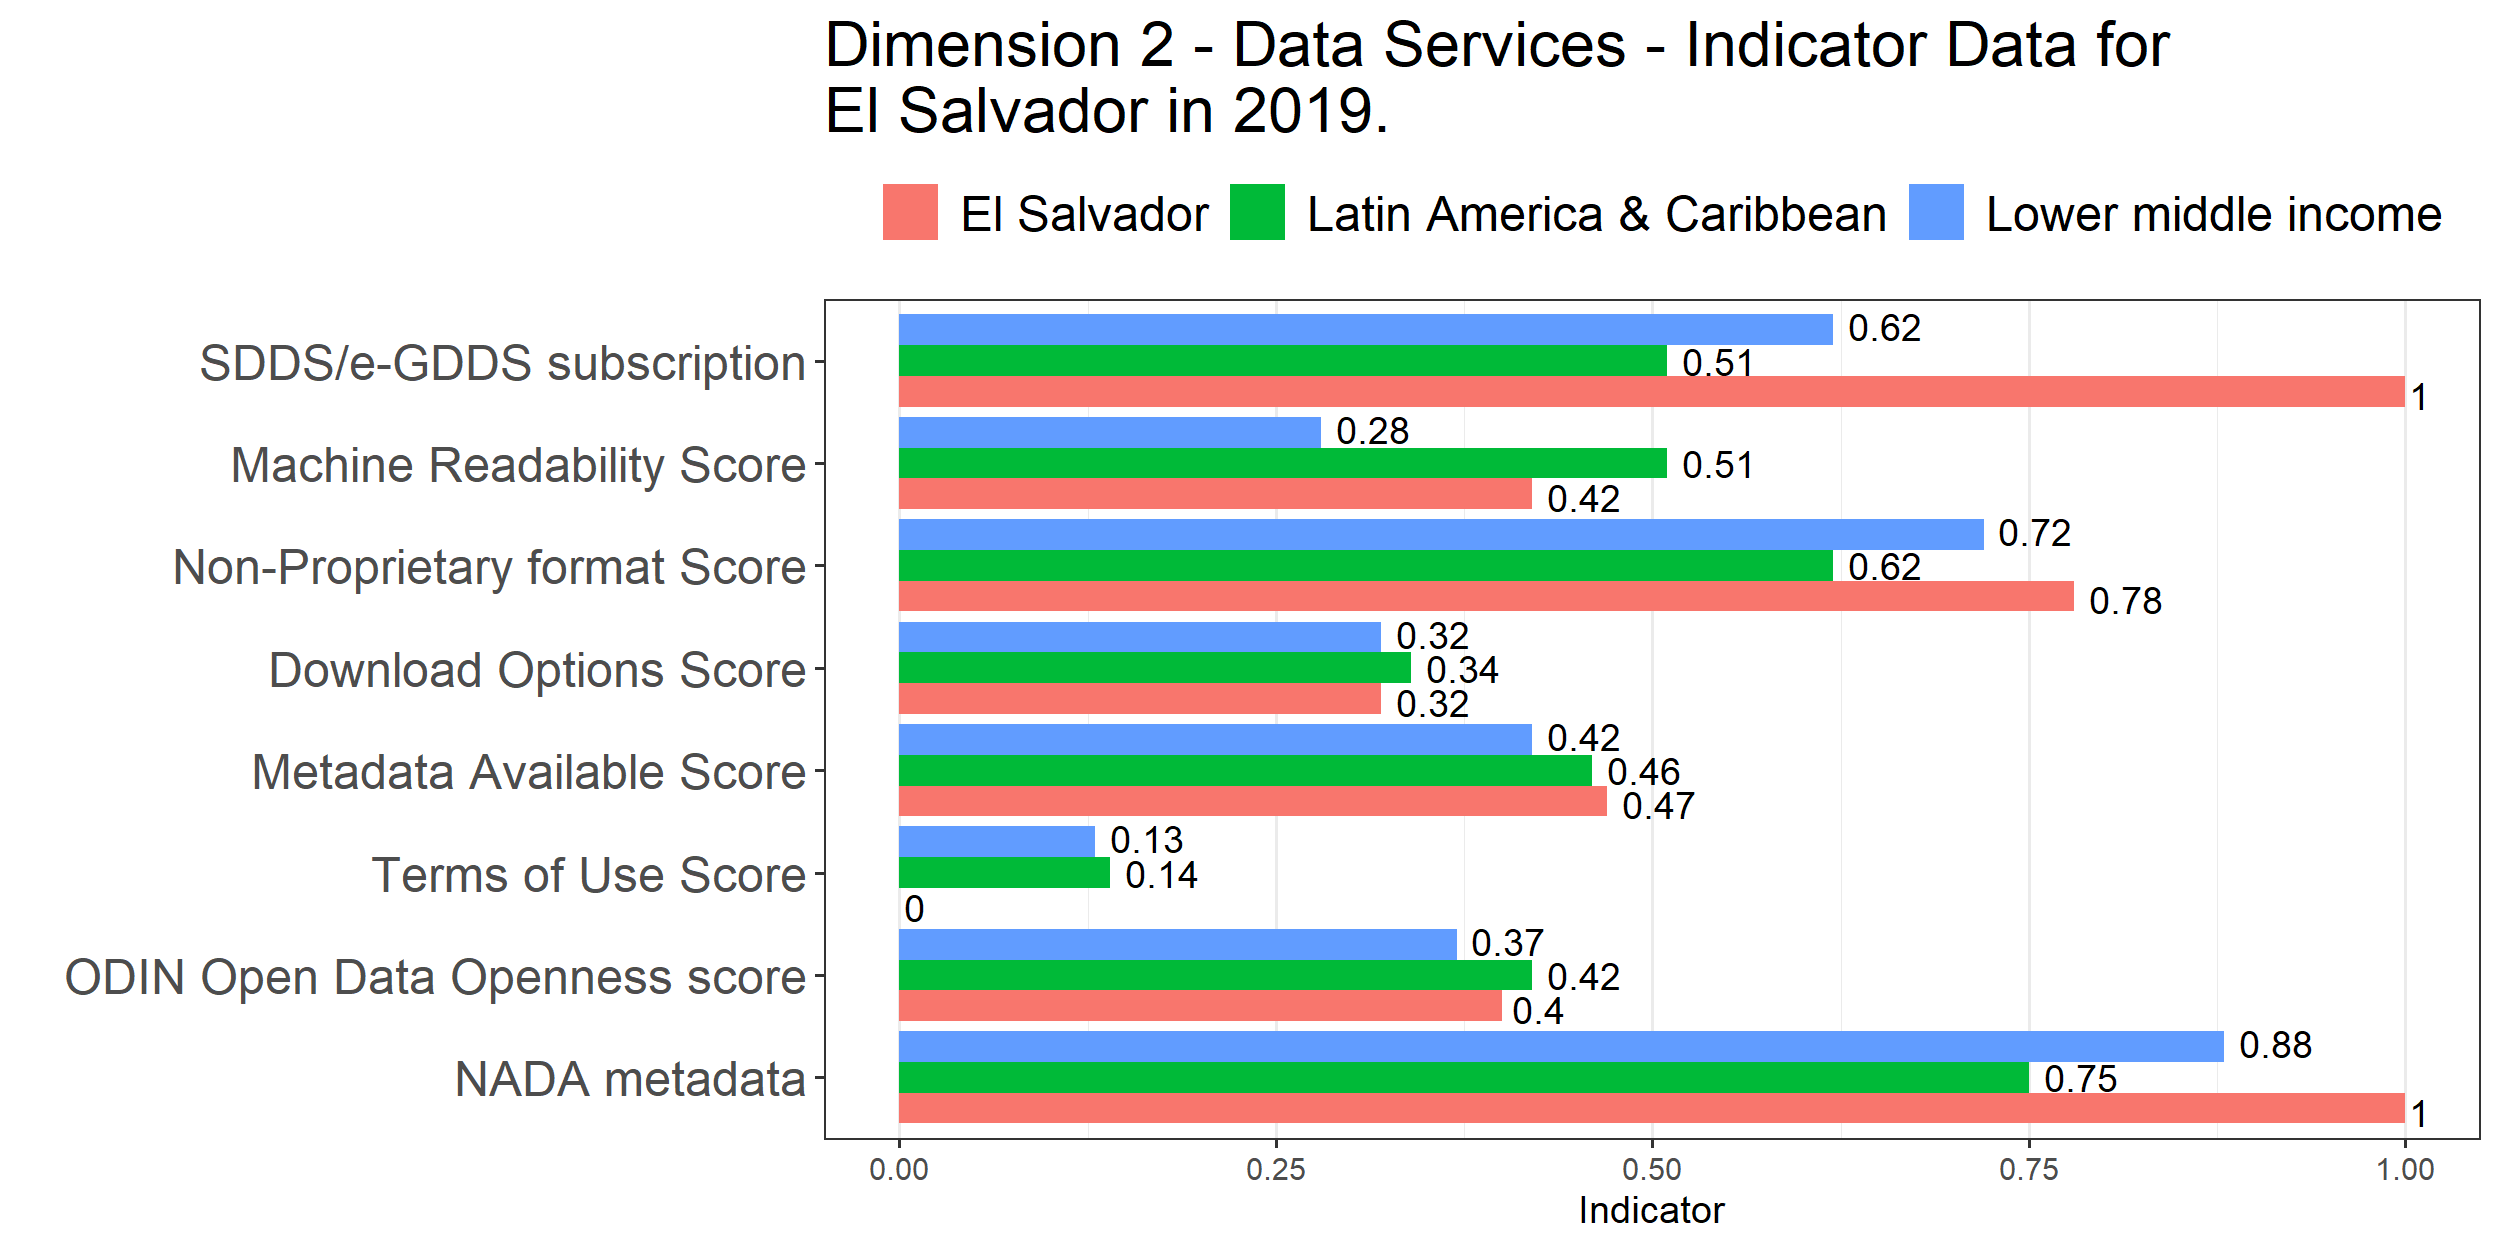 Dimension 2 - Data Services - Indicator Data for
El Salvador in 2019.
El Salvador
Latin America & Caribbean
Lower middle income
SDDS/e-GDDS subscription
0.62
0.51
1
Machine Readability Score
0.28
0.51
0.42
Non-Proprietary format Score
0.72
0.62
0.78
Download Options Score
0.32
0.34
0.32
Metadata Available Score
0.42
0.46
0.47
Terms of Use Score
0.13
0.14
0
ODIN Open Data Openness score
0.37
0.42
0.4
NADA metadata
0.88
0.75
1
0.00
0.25
0.50
0.75
1.00
Indicator